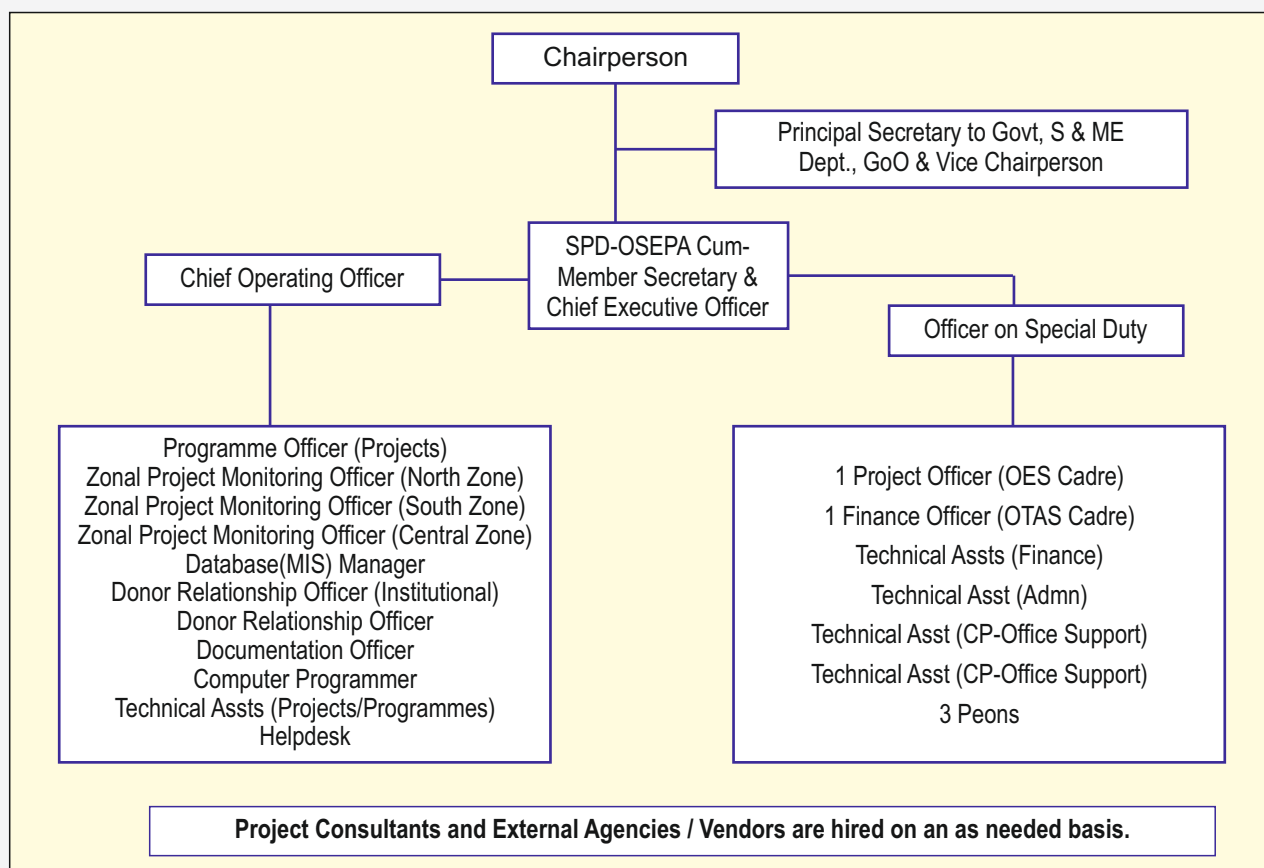 Chairperson
Principal Secretary to Govt, S & ME
Dept., GoO & Vice Chairperson
SPD-OSEPA Cum-
Member Secretary &
Chief Executive Officer
Chief Operating Officer
Officer on Special Duty
Programme Officer (Projects)
Zonal Project Monitoring Officer (North Zone)
Zonal Project Monitoring Officer (South Zone)
Zonal Project Monitoring Officer (Central Zone)
Database(MIS) Manager
Donor Relationship Officer (Institutional)
Donor Relationship Officer
Documentation Officer
Computer Programmer
Technical Assts (Projects/Programmes)
Helpdesk
1 Project Officer (OES Cadre)
1 Finance Officer (OTAS Cadre)
Technical Assts (Finance)
Technical Asst (Admn)
Technical Asst (CP-Office Support)
Technical Asst (CP-Office Support)
3 Peons
Project Consultants and External Agencies / Vendors are hired on an as needed basis.